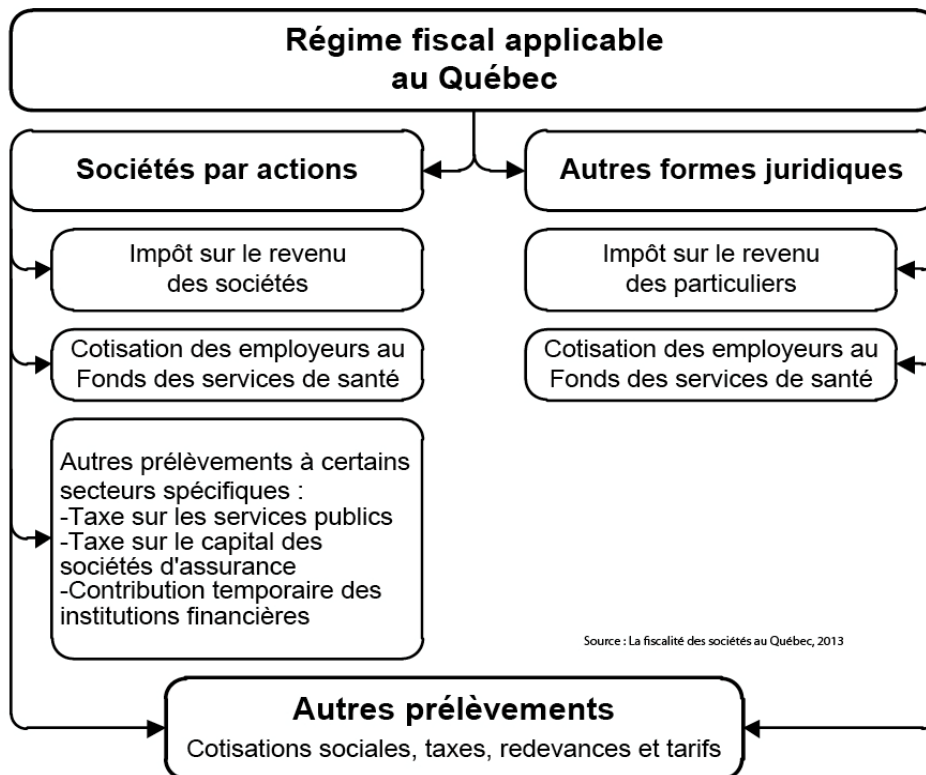 Régime fiscal applicable
au Québec
Sociétés par actions
Autres formes juridiques
Impôt sur le revenu
des sociétés
Impôt sur le revenu
des particuliers
Cotisation des employeurs au
Fonds des services de santé
Cotisation des employeurs au
Fonds des services de santé
Autres prélèvements à certains
secteurs spécifiques :
-Taxe sur les services publics
-Taxe sur le capital des
sociétés d'assurance
-Contribution temporaire des
institutions financières
Source : La fiscalité des sociétés au Québec, 2013
Autres prélèvements
Cotisations sociales, taxes, redevances et tarifs